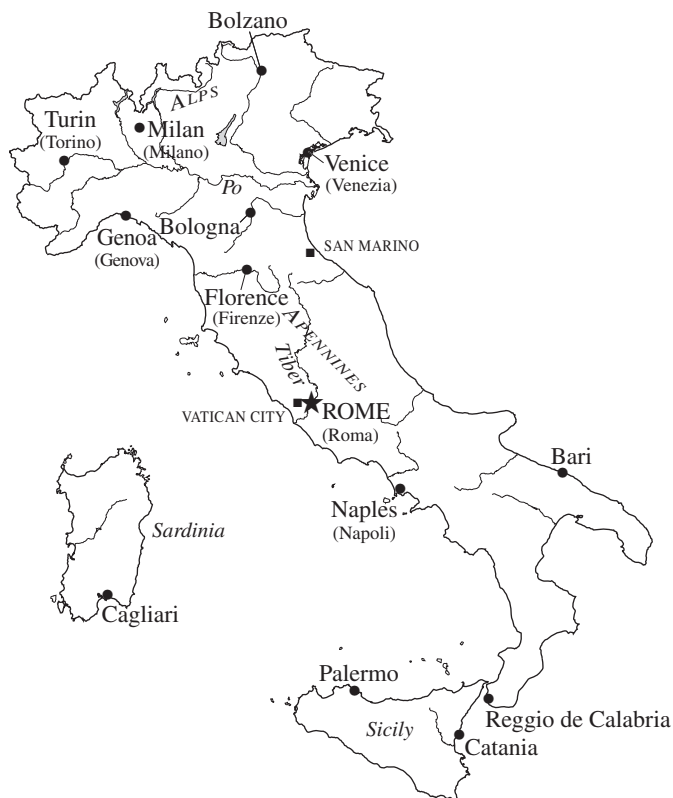 Bolzano
ALPS
Turin
(Torino)
Milan
(Milano)
Venice
(Venezia)
Po
Bologna
Genoa
(Genova)
SAN MARINO
Florence
(Firenze)
APENNINES
Tiber
VATICAN CITY
ROME
(Roma)
Bari
Naples
(Napoli)
Sardinia
Cagliari
Palermo
Reggio de Calabria
Sicily
Catania